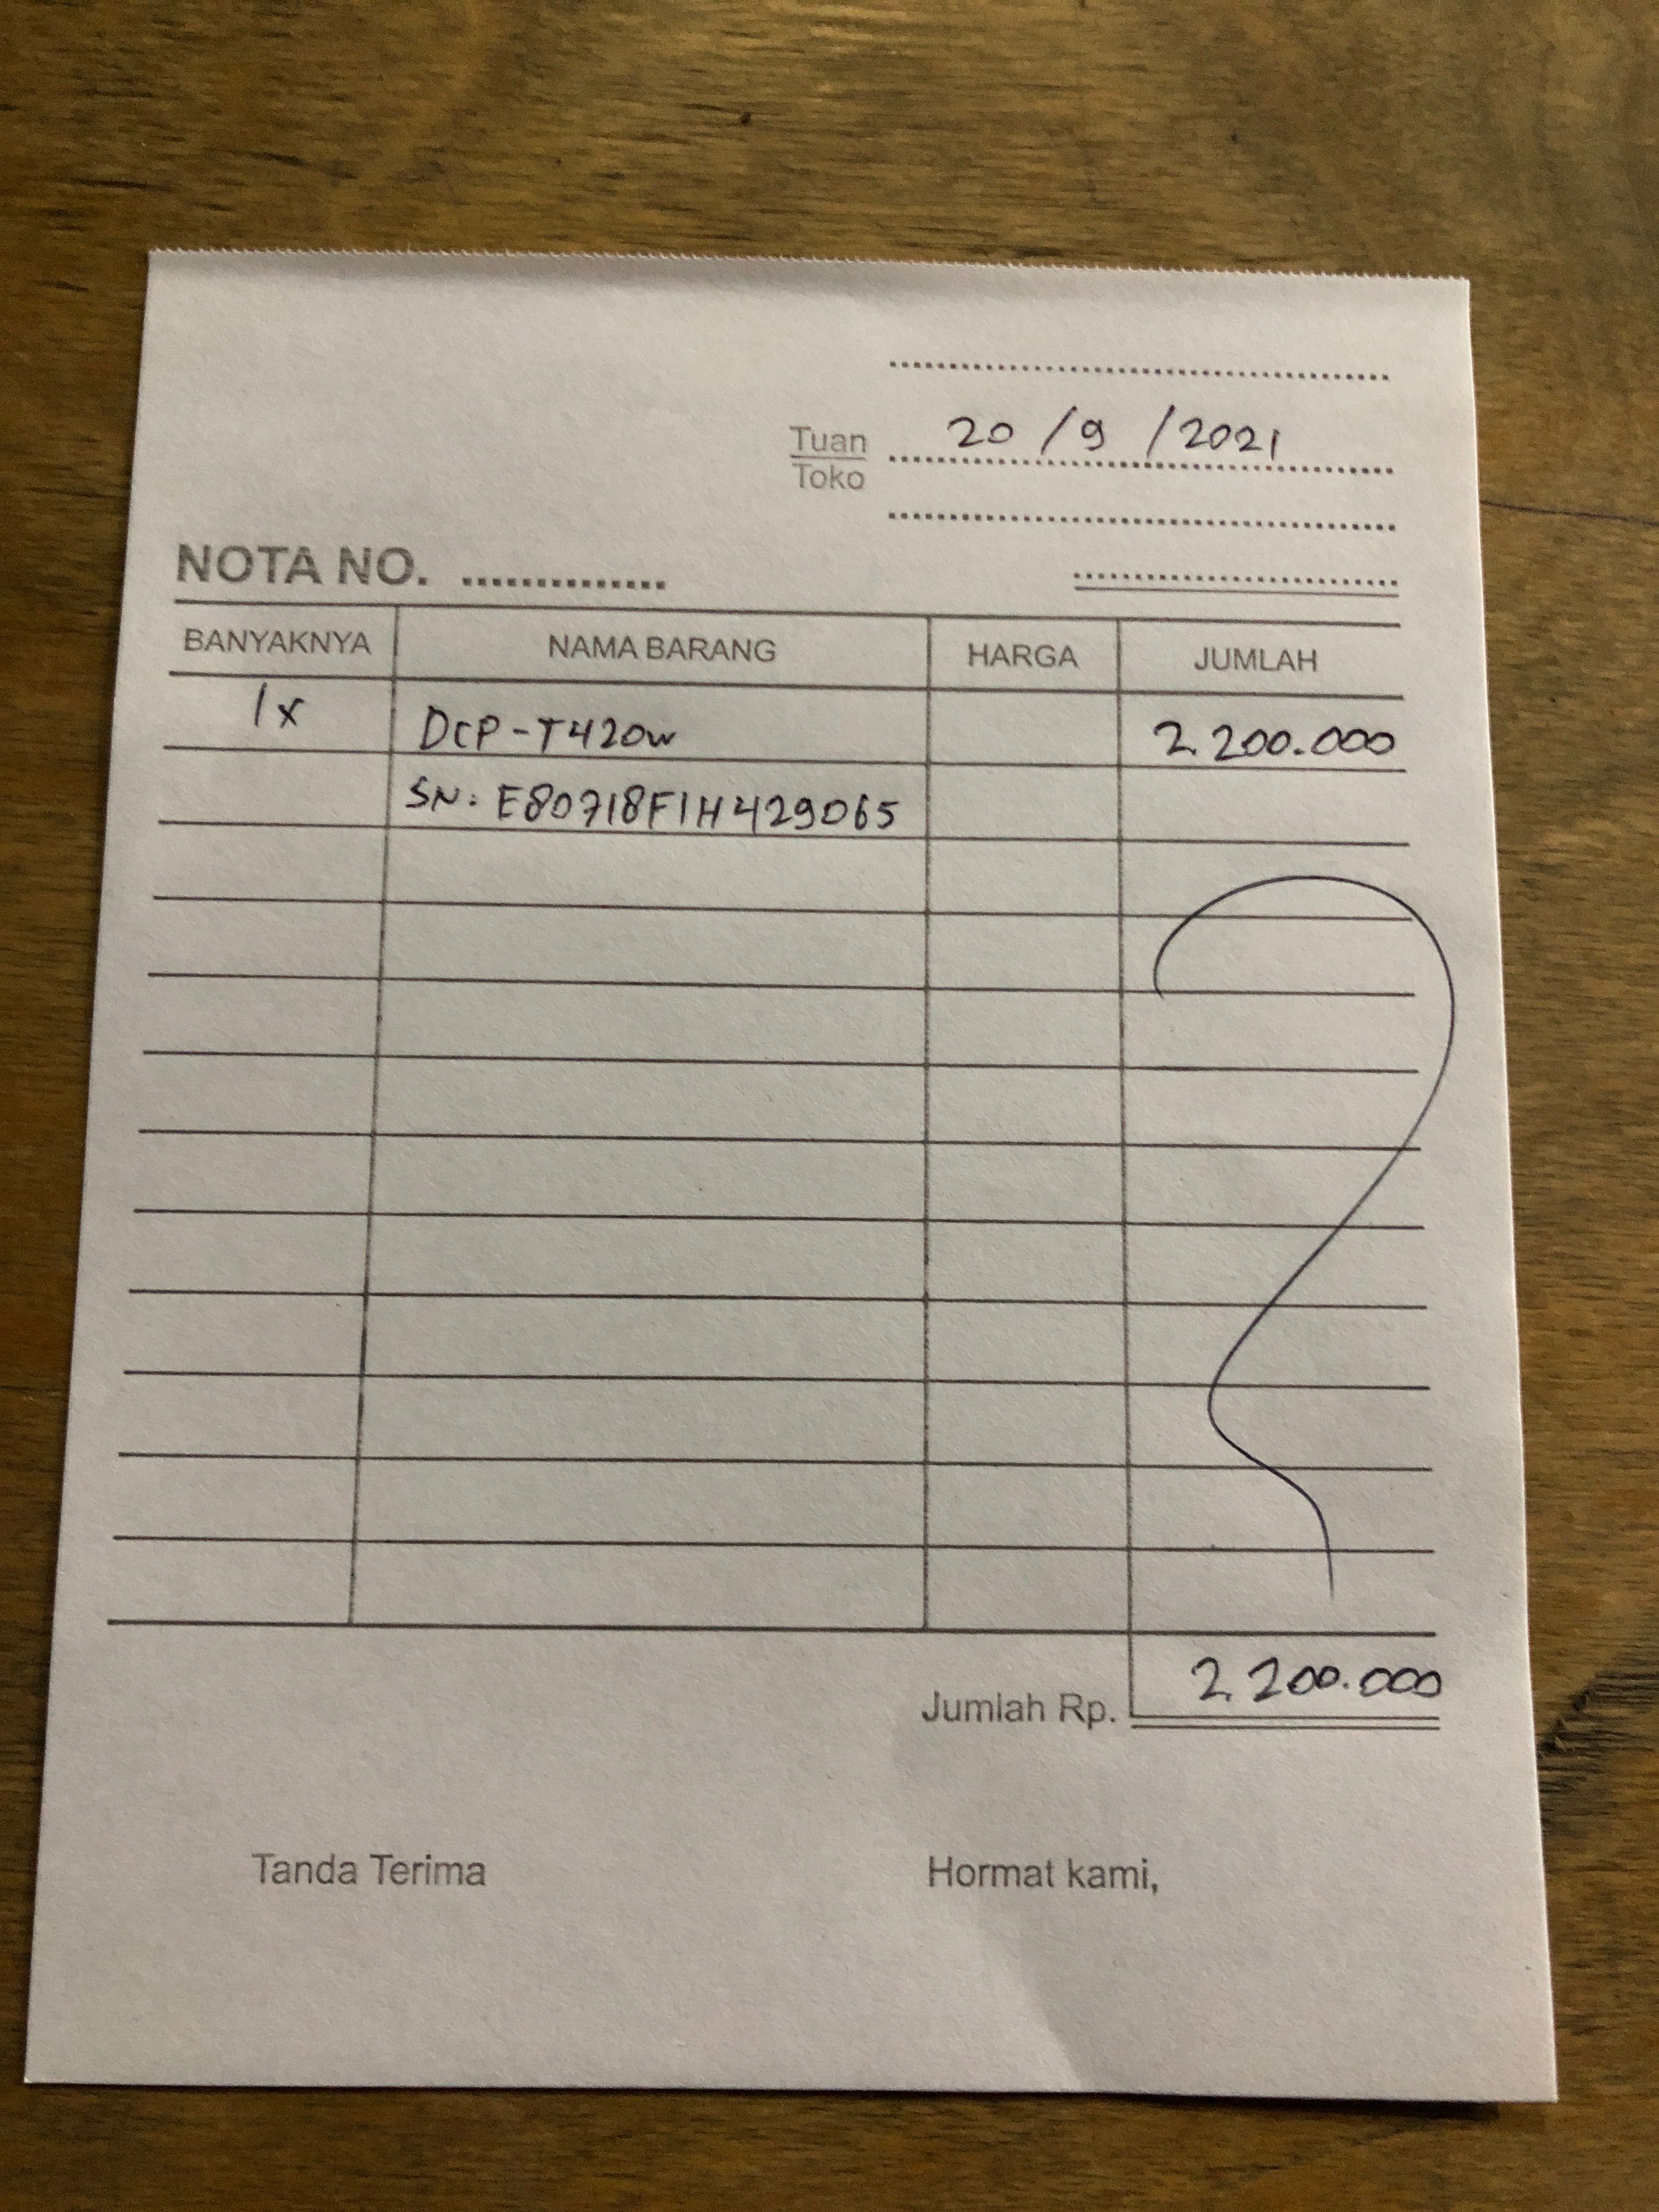 20/9/2021
Tuan
Toko
NOTA NO. ..............
BANYAKNYA NAMA BARANG HARGA JUMLAH
1x DCP-T420w 2.200.000
SN: E80718F1H429065
Jumlah Rp. 2.200.000
Tanda Terima Hormat kami,